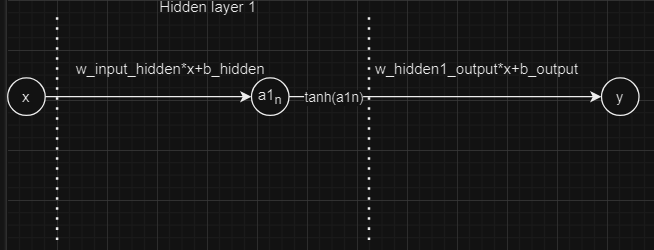 Hidden layer 1
w_input_hidden*x+b_hidden
w_hidden1_output*x+b_output
x
a1n
tanh(a1n)
y